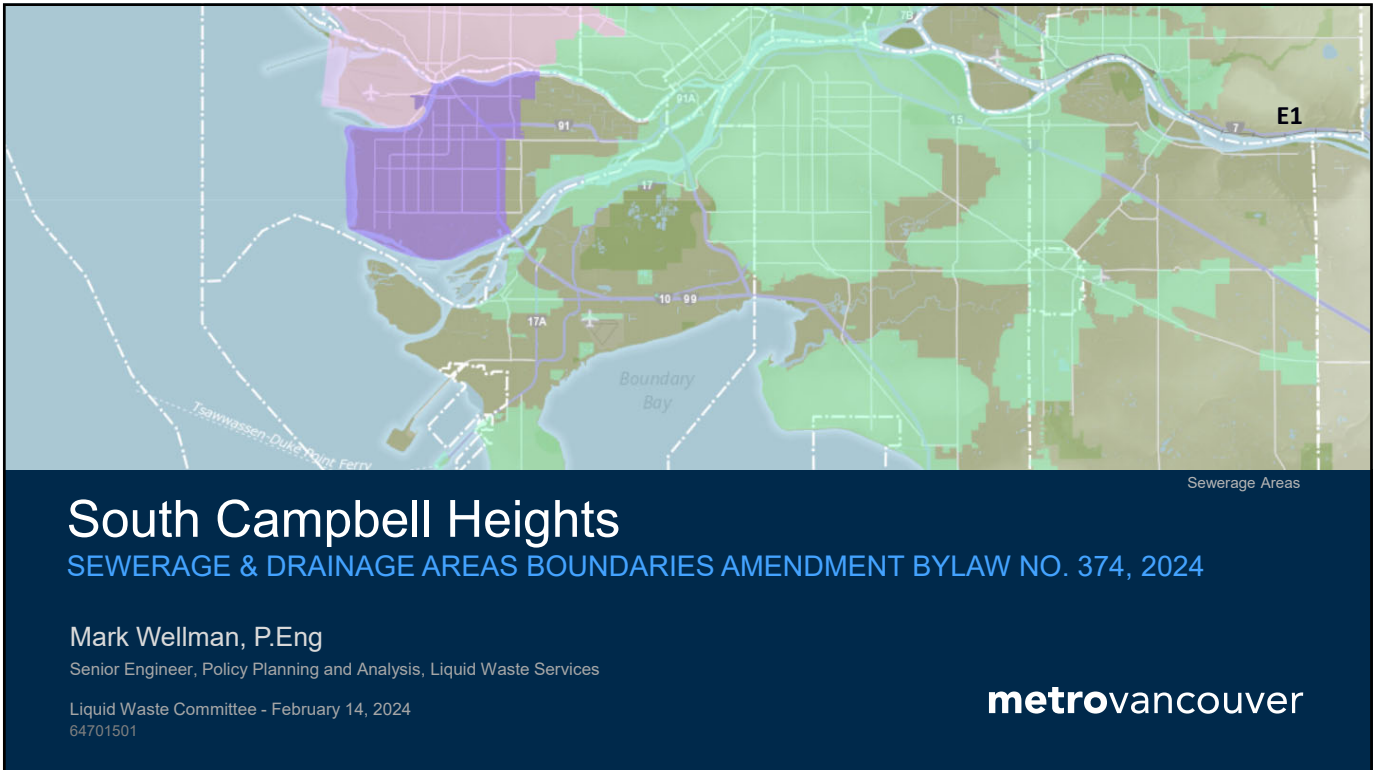 7B
E1
91A
7
15
1
91
17
10 99
17A
Boundary
Bay
Tsawwassen-Duke Point Ferry
Sewerage Areas
South Campbell Heights
SEWERAGE & DRAINAGE AREAS BOUNDARIES AMENDMENT BYLAW NO. 374, 2024
Mark Wellman, P.Eng
Senior Engineer, Policy Planning and Analysis, Liquid Waste Services
Liquid Waste Committee - February 14, 2024
64701501
metrovancouver